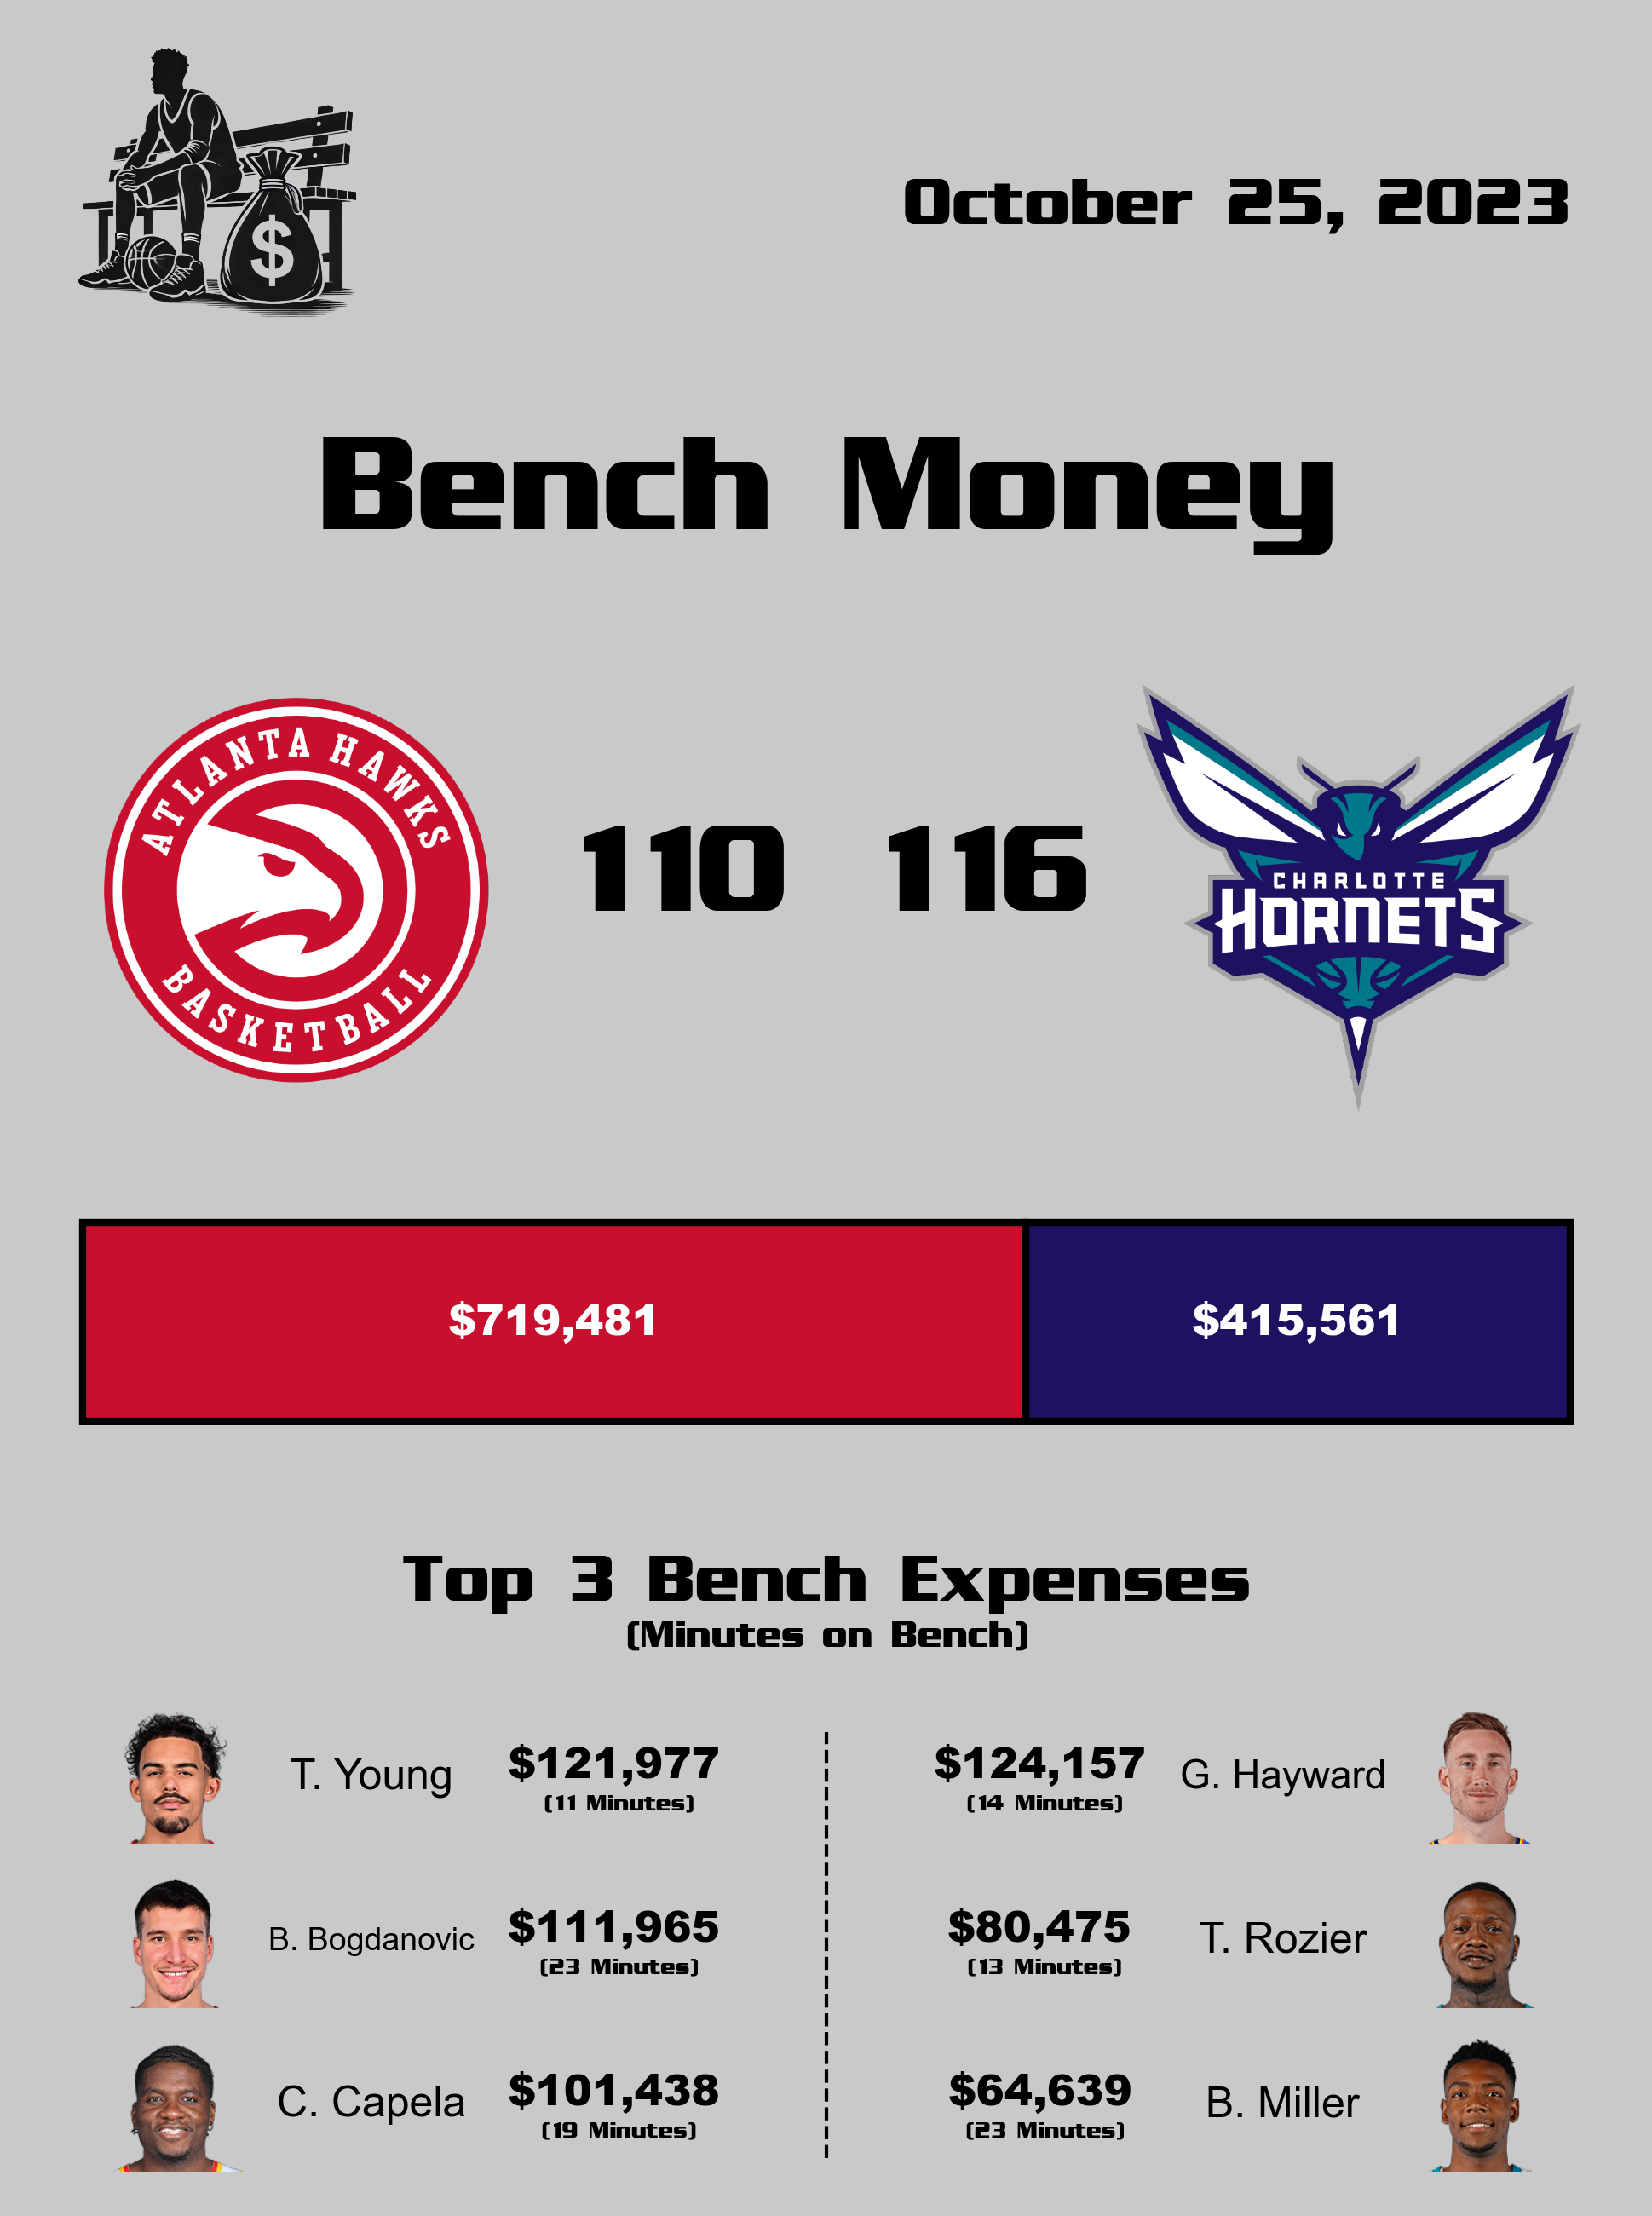 $
October 25, 2023
Bench Money
ATLANTA HAWKS
BASKETBALL
110 116
CHARLOTTE
HORNETS
$719,481 $415,561
Top 3 Bench Expenses
(Minutes on Bench)
T. Young $121,977
(11 Minutes)
$124,157 G. Hayward
(14 Minutes)
B. Bogdanovic $111,965
(23 Minutes)
$80,475 T. Rozier
(13 Minutes)
C. Capela $101,438
(19 Minutes)
$64,639 B. Miller
(23 Minutes)